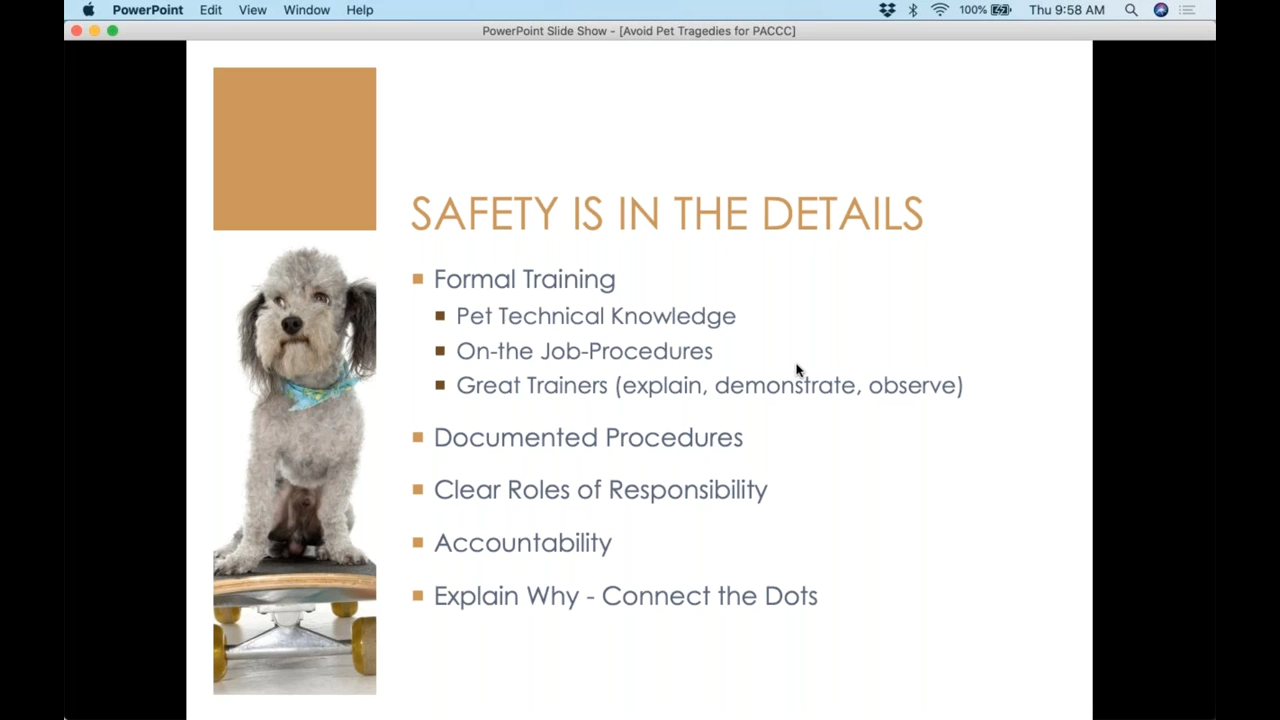 PowerPoint Edit View Window Help 100% Thu 9:58 AM
PowerPoint Slide Show - [Avoid Pet Tragedies for PACCC]
SAFETY IS IN THE DETAILS
Formal Training
Pet Technical Knowledge
On-the Job-Procedures
Great Trainers (explain, demonstrate, observe)
Documented Procedures
Clear Roles of Responsibility
Accountability
Explain Why - Connect the Dots